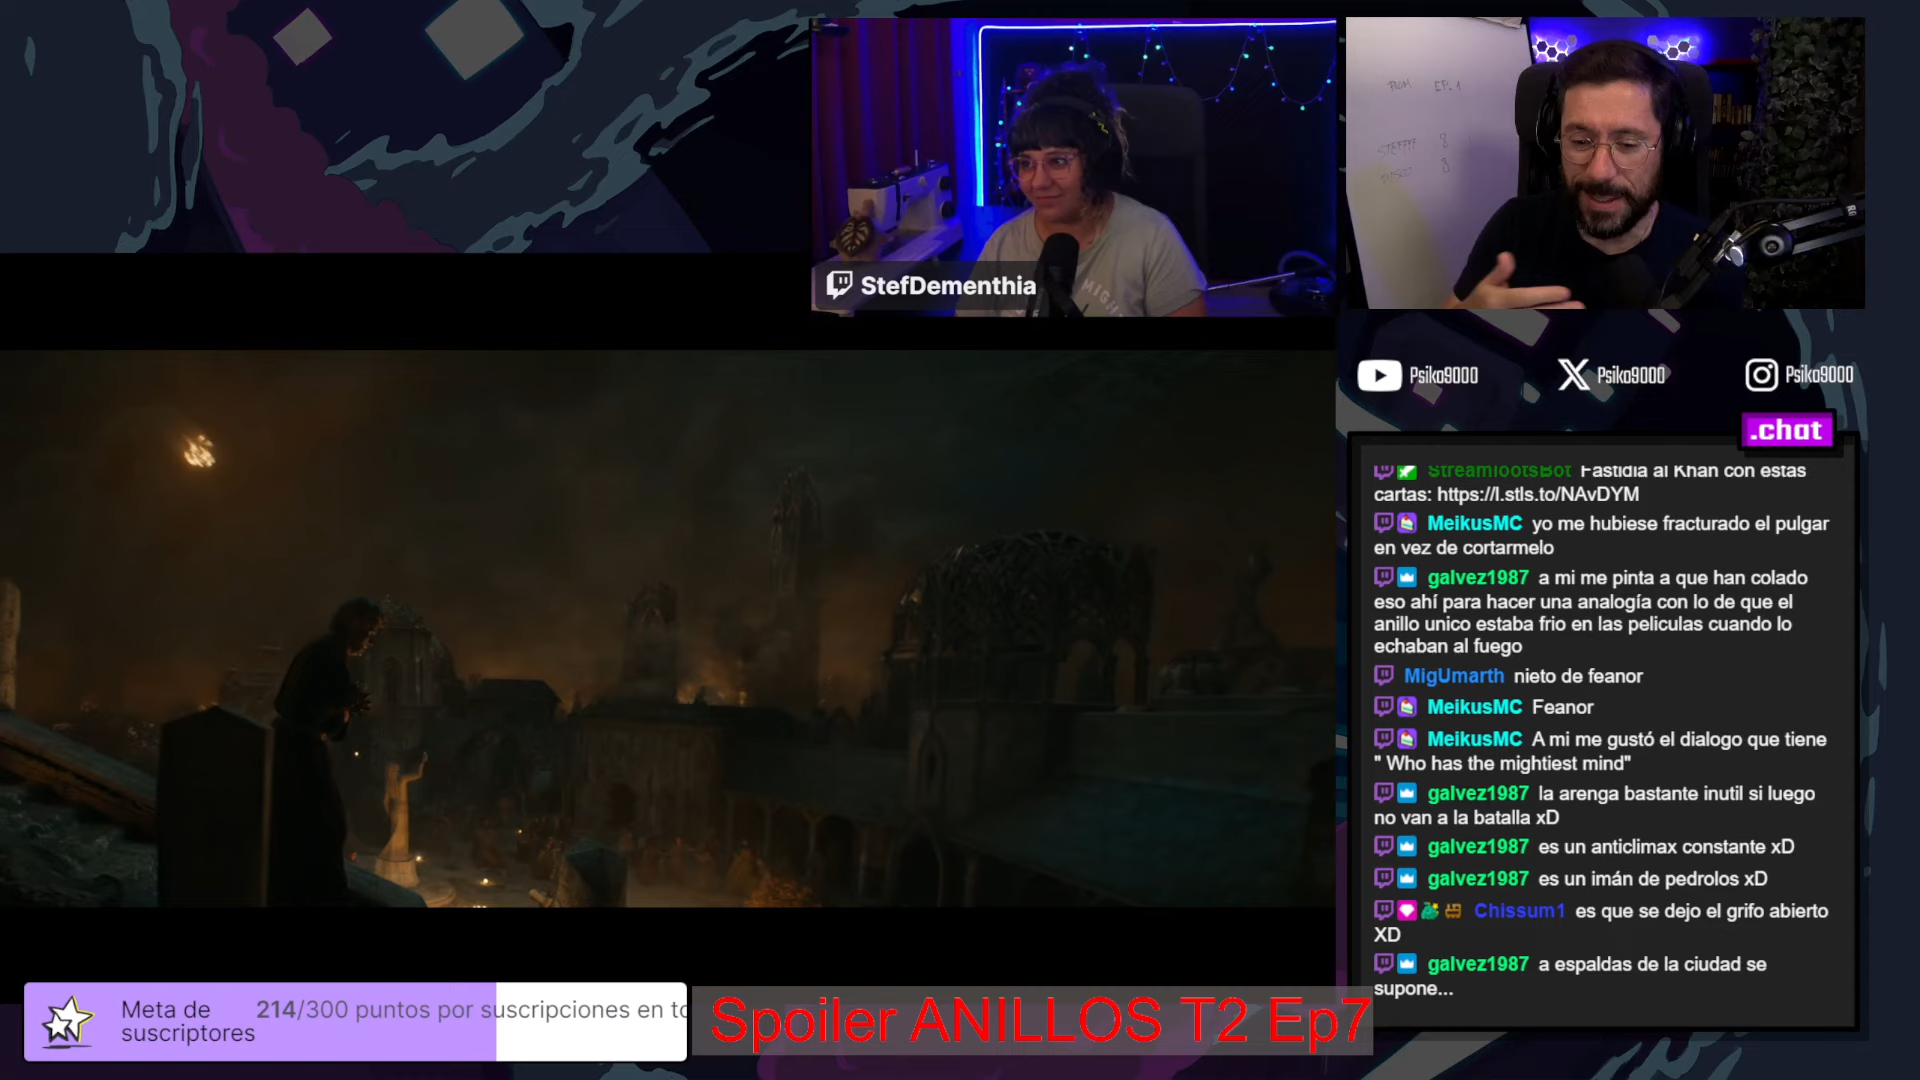 FROM EP. 1
8
8
StefDementhia
Psiko9000
Psiko9000
Psiko9000
.chat
StreamlootsBot Fastidia al Khan con estas
cartas: https://l.stls.to/NAvDYM
MeikusMC yo me hubiese fracturado el pulgar
en vez de cortarmelo
galvez1987 a mi me pinta a que han colado
eso ahí para hacer una analogía con lo de que el
anillo unico estaba frio en las peliculas cuando lo
echaban al fuego
MigUmarth nieto de feanor
MeikusMC Feanor
MeikusMC A mi me gustó el dialogo que tiene
" Who has the mightiest mind"
galvez1987 la arenga bastante inutil si luego
no van a la batalla xD
galvez1987 es un anticlimax constante xD
galvez1987 es un imán de pedrolos xD
Chissum1 es que se dejo el grifo abierto
XD
galvez1987 a espaldas de la ciudad se
supone...
Meta de
suscriptores
214/300 puntos por suscripciones en to
Spoiler ANILLOS T2 Ep7